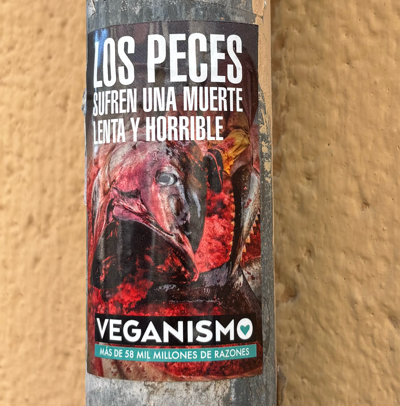 LOS PECES
SUFREN UNA MUERTE
LENTA Y HORRIBLE
VEGANISMO
MÁS DE 58 MIL MILLONES DE RAZONES